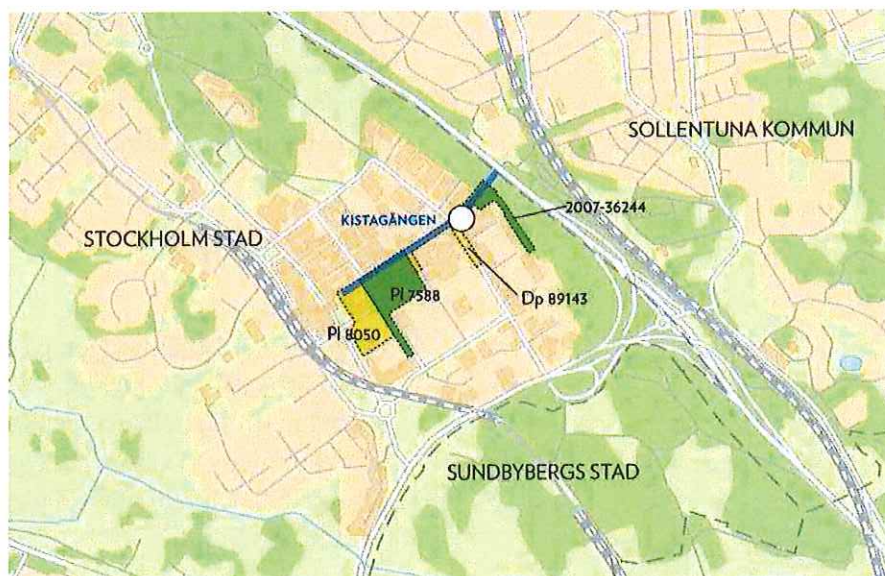 SOLLENTUNA KOMMUN
2007-36244
KISTAGÅNGEN
STOCKHOLM STAD
Pl 7588
Dp 89143
Pl 8050
SUNDBYBERGS STAD